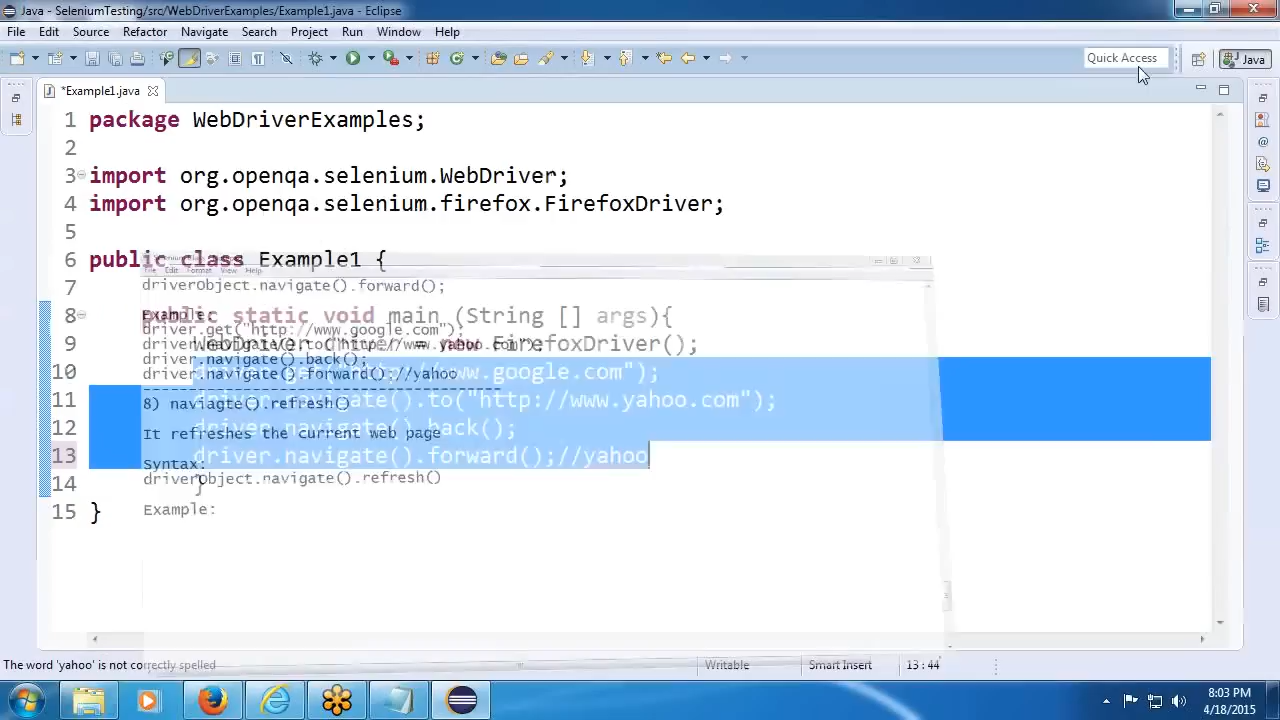 Java - SeleniumTesting/src/WebDriverExamples/Example1.java - Eclipse
File Edit Source Refactor Navigate Search Project Run Window Help
Quick Access
Java
*Example1.java
1 package WebDriverExamples;
2
3 import org.openqa.selenium.WebDriver;
4 import org.openqa.selenium.firefox.FirefoxDriver;
5
6 public class Example1 {
File Edit Format View Help
7
driverobject.navigate().forward();
8 public static void main (String [] args){
Example:
driver.get("http://www.google.com");
9 WebDriver driver = new FirefoxDriver();
driver.navigate().to("http://www.yahoo.com");
driver.navigate().back();
10 driver.get("http://www.google.com");
driver.navigate().forward();//yahoo
----------------------------------------
11 driver.navigate().to("http://www.yahoo.com");
8) naviagte().refresh()
12 driver.navigate().back();
It refreshes the current web page
13 driver.navigate().forward();//yahoo
Syntax:
driverobject.navigate().refresh()
14 }
15 }
Example:
The word 'yahoo' is not correctly spelled
Writable
Smart Insert
13 : 44
8:03 PM
4/18/2015